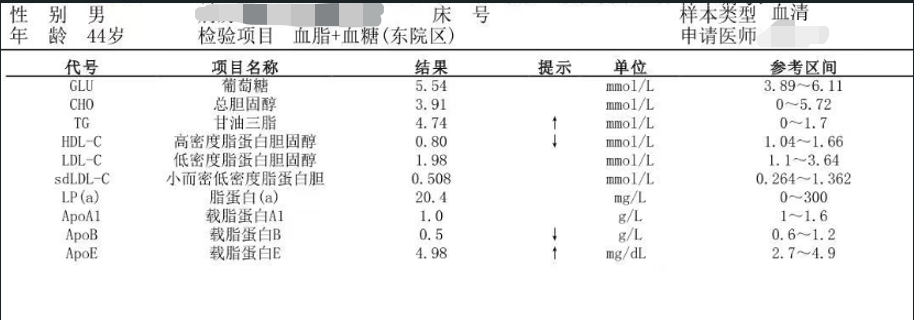 性 别 男 床 号 样本类型 血清
年 龄 44岁 检验项目 血脂+血糖(东院区) 申请医师
代号 项目名称 结果 提示 单位 参考区间
GLU 葡萄糖 5.54 mmol/L 3.89～6.11
CHO 总胆固醇 3.91 mmol/L 0～5.72
TG 甘油三脂 4.74 ↑ mmol/L 0～1.7
HDL-C 高密度脂蛋白胆固醇 0.80 ↓ mmol/L 1.04～1.66
LDL-C 低密度脂蛋白胆固醇 1.98 mmol/L 1.1～3.64
sdLDL-C 小而密低密度脂蛋白胆 0.508 mmol/L 0.264～1.362
LP(a) 脂蛋白(a) 20.4 mg/L 0～300
ApoA1 载脂蛋白A1 1.0 g/L 1～1.6
ApoB 载脂蛋白B 0.5 ↓ g/L 0.6～1.2
ApoE 载脂蛋白E 4.98 ↑ mg/dL 2.7～4.9